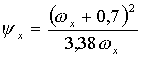 ψₓ = (ωₓ + 0,7)² / 3,38 ωₓ